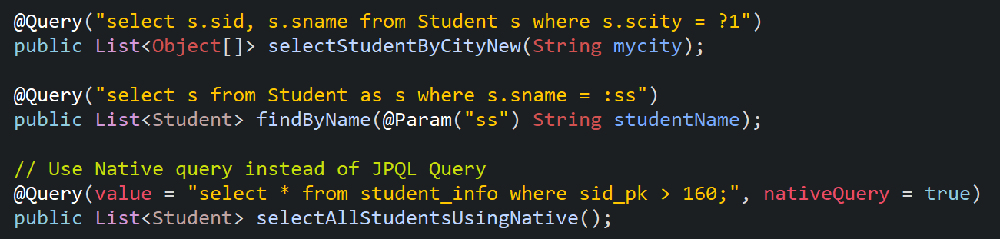 @Query("select s.sid, s.sname from Student s where s.scity = ?1")
public List<Object[]> selectStudentByCityNew(String mycity);
@Query("select s from Student as s where s.sname = :ss")
public List<Student> findByName(@Param("ss") String studentName);
// Use Native query instead of JPQL Query
@Query(value = "select * from student_info where sid_pk > 160;", nativeQuery = true)
public List<Student> selectAllStudentsUsingNative();